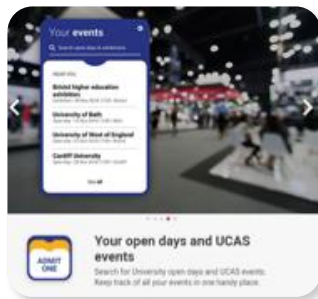 Your events
Search open days & exhibitions
NEAR YOU
Bristol higher education
exhibition
University of Bath
University of West of England
Cardiff University
See all
ADMIT
ONE
Your open days and UCAS
events
Search for University open days and UCAS events.
Keep track of all your events in one handy place.